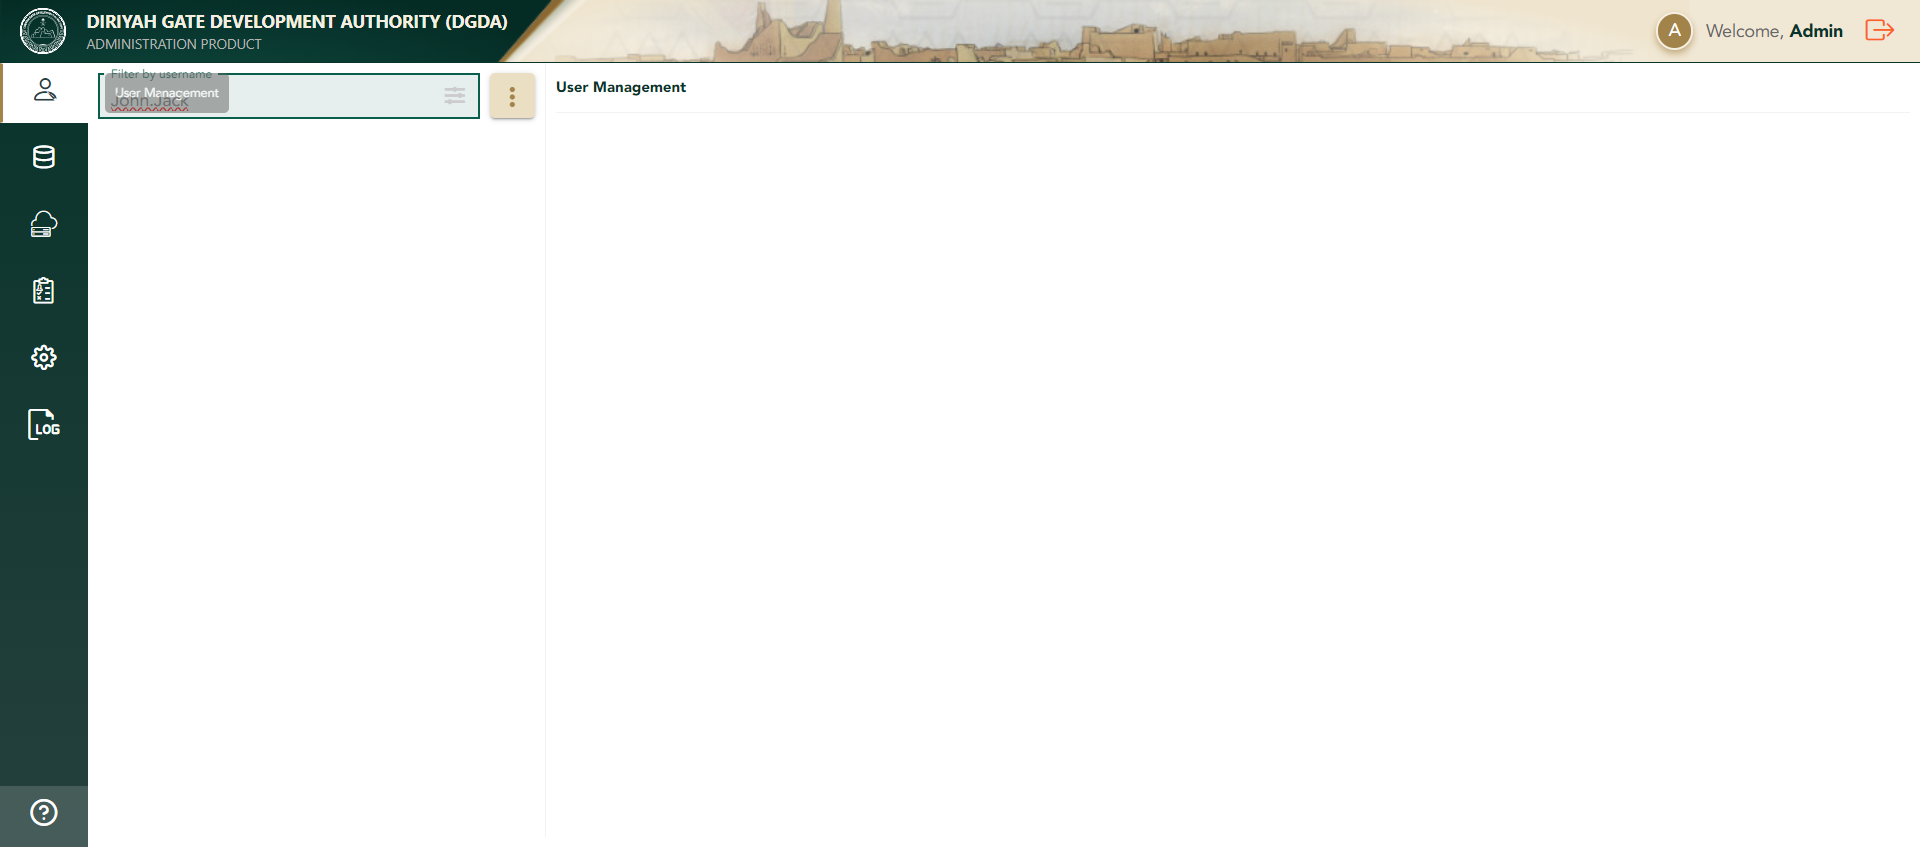 DIRIYAH GATE DEVELOPMENT AUTHORITY (DGDA)
ADMINISTRATION PRODUCT
A
Welcome, Admin
Filter by username
User Management
John.Jack
User Management
LOG